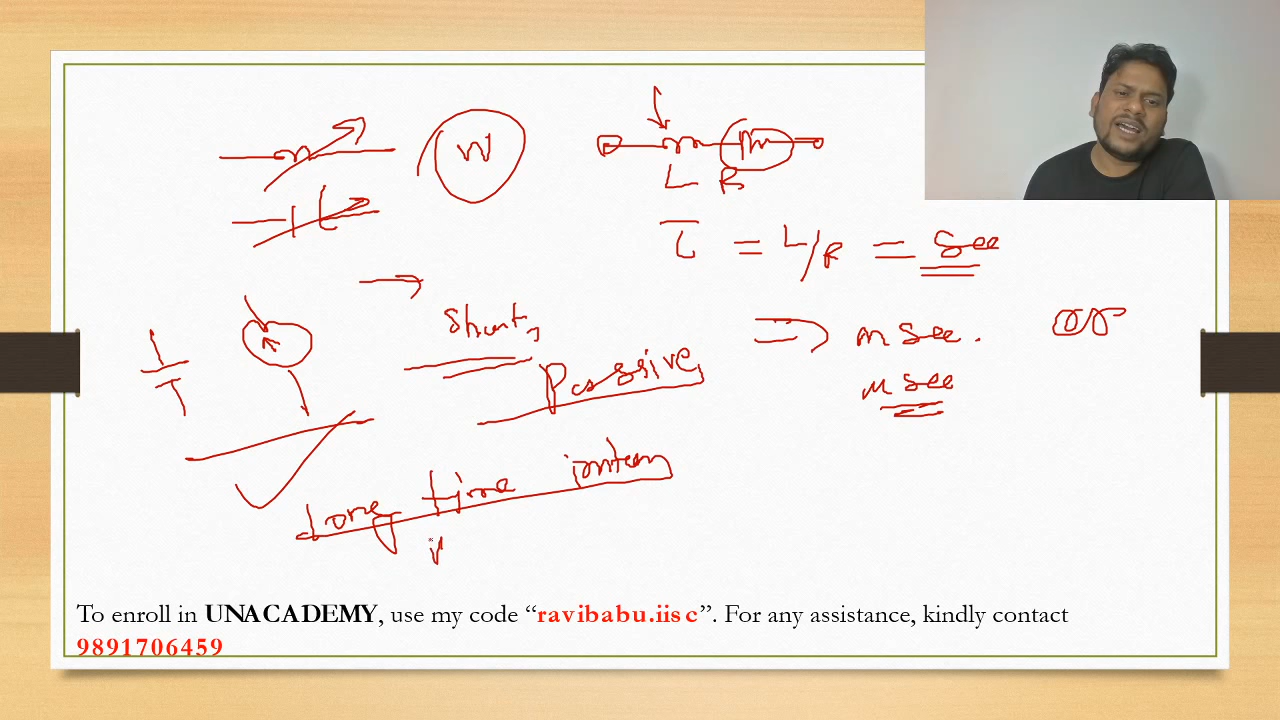 W
L R
τ = L/R = sec
⇒ m sec. or
μ sec
Shunt,
Passive
Long time
To enroll in UNACADEMY, use my code “ravibabu.iisc”. For any assistance, kindly contact
9891706459